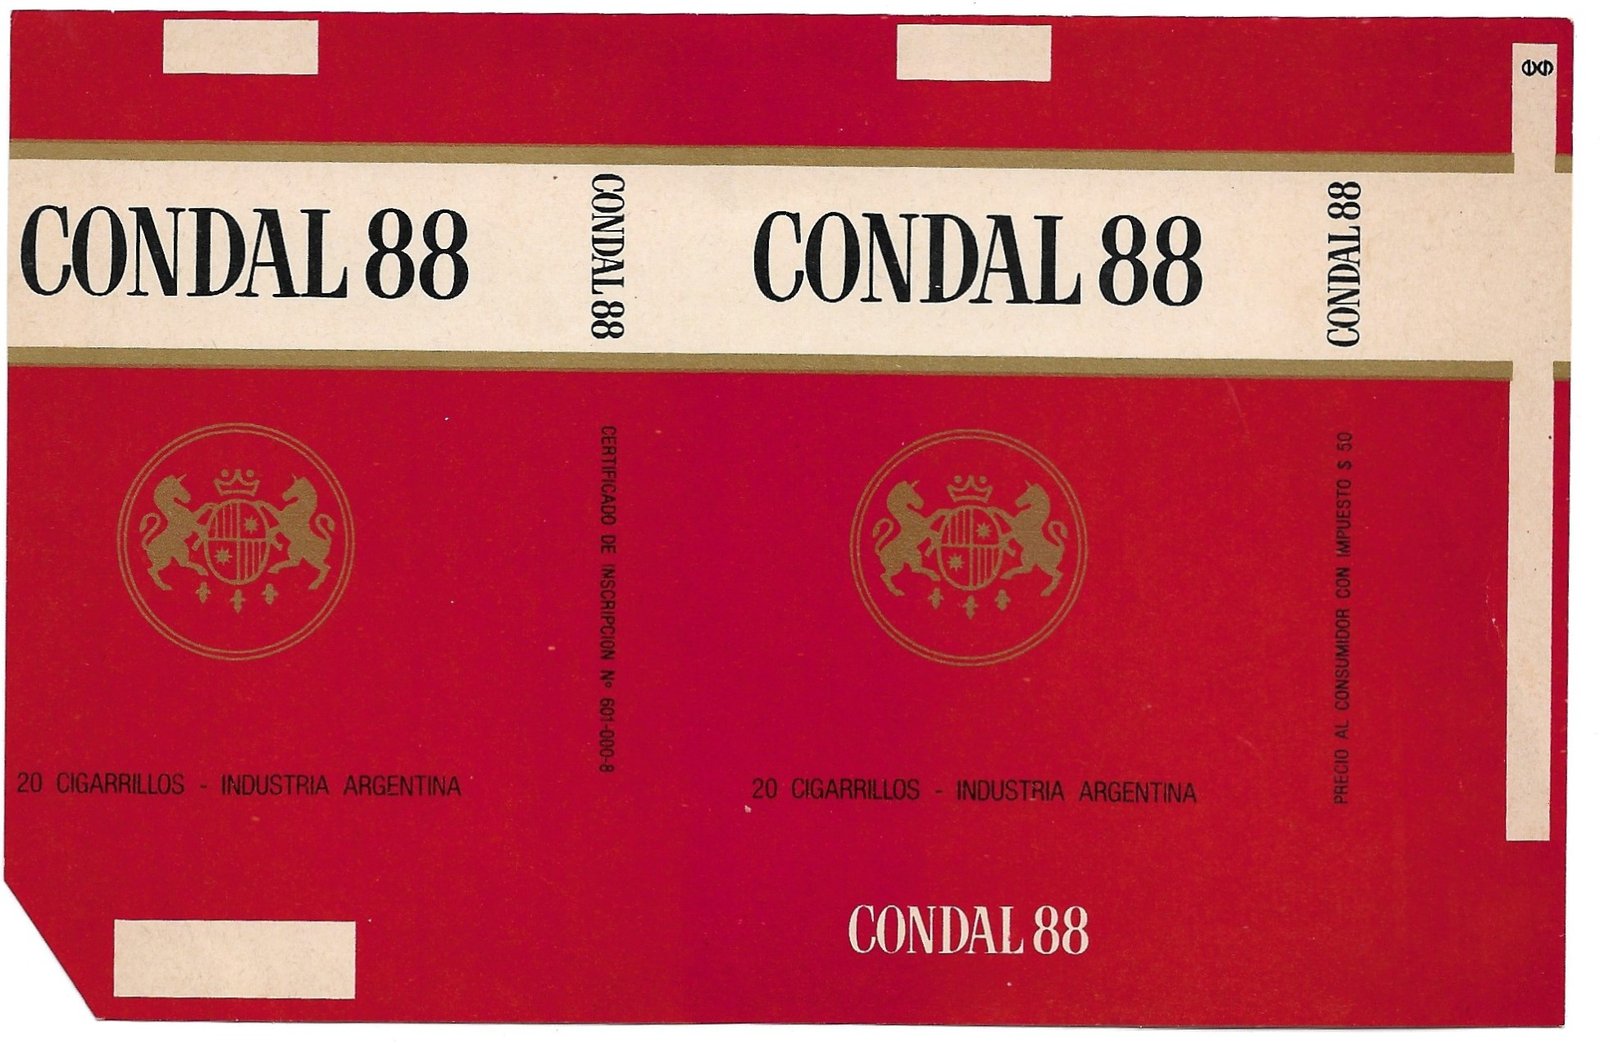 CONDAL 88
20 CIGARRILLOS - INDUSTRIA ARGENTINA
CONDAL 88
CERTIFICADO DE INSCRIPCION Nº 601-000-8
CONDAL 88
20 CIGARRILLOS - INDUSTRIA ARGENTINA
CONDAL 88
CONDAL 88
PRECIO AL CONSUMIDOR CON IMPUESTO $ 50